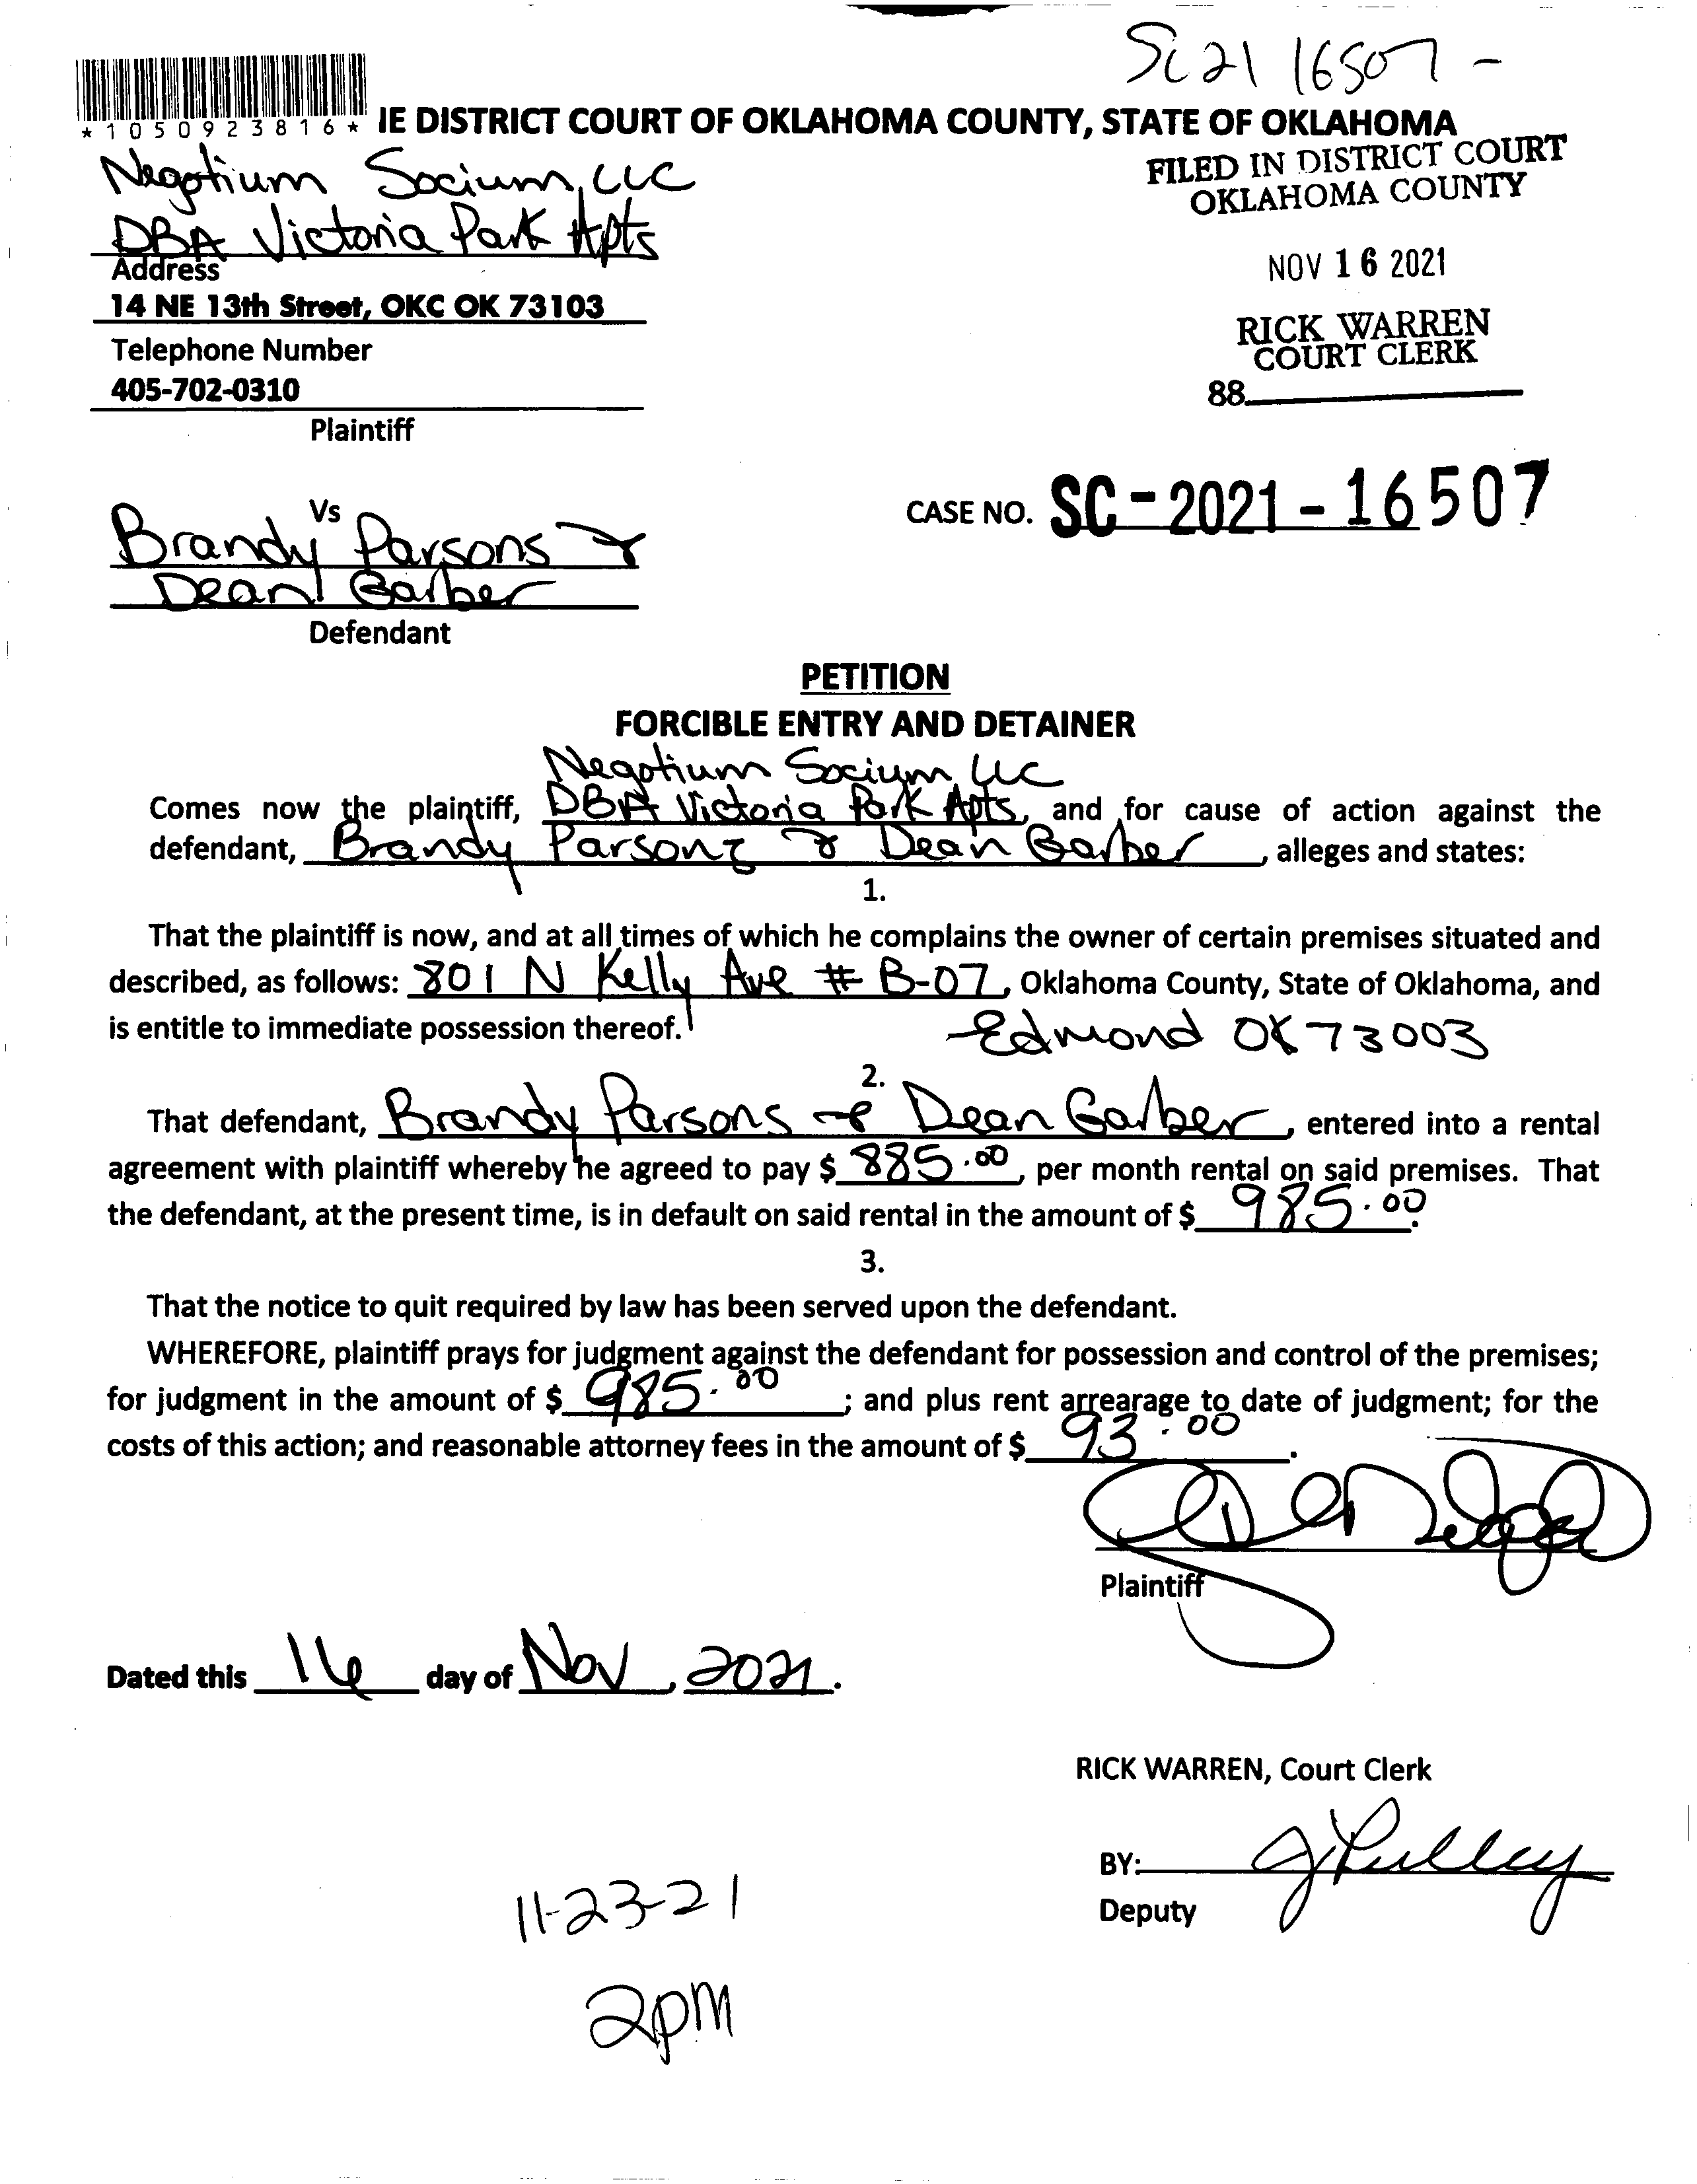 SC21 16507 -
*1050923816*
IE DISTRICT COURT OF OKLAHOMA COUNTY, STATE OF OKLAHOMA
FILED IN DISTRICT COURT
OKLAHOMA COUNTY
NOV 16 2021
RICK WARREN
COURT CLERK
88
Negotium Socium, LLC
DBA Victoria Park Apts
Address
14 NE 13th Street, OKC OK 73103
Telephone Number
405-702-0310
Plaintiff
CASE NO. SC-2021-16507
Vs
Brandy Parsons &
Dean Garber
Defendant
PETITION
FORCIBLE ENTRY AND DETAINER
Negotium Socium, LLC
Comes now the plaintiff, DBA Victoria Park Apts, and for cause of action against the
defendant, Brandy Parsons & Dean Garber, alleges and states:
1.
That the plaintiff is now, and at all times of which he complains the owner of certain premises situated and
described, as follows: 801 N Kelly Ave # B-07, Oklahoma County, State of Oklahoma, and
is entitle to immediate possession thereof. Edmond OK 73003
2.
That defendant, Brandy Parsons & Dean Garber, entered into a rental
agreement with plaintiff whereby he agreed to pay $ 885.00, per month rental on said premises. That
the defendant, at the present time, is in default on said rental in the amount of $ 985.00.
3.
That the notice to quit required by law has been served upon the defendant.
WHEREFORE, plaintiff prays for judgment against the defendant for possession and control of the premises;
for judgment in the amount of $ 985.00; and plus rent arrearage to date of judgment; for the
costs of this action; and reasonable attorney fees in the amount of $ 93.00.
Plaintiff
Dated this 16 day of Nov, 2021.
RICK WARREN, Court Clerk
BY: J Pulley
Deputy
11-23-21
2pm